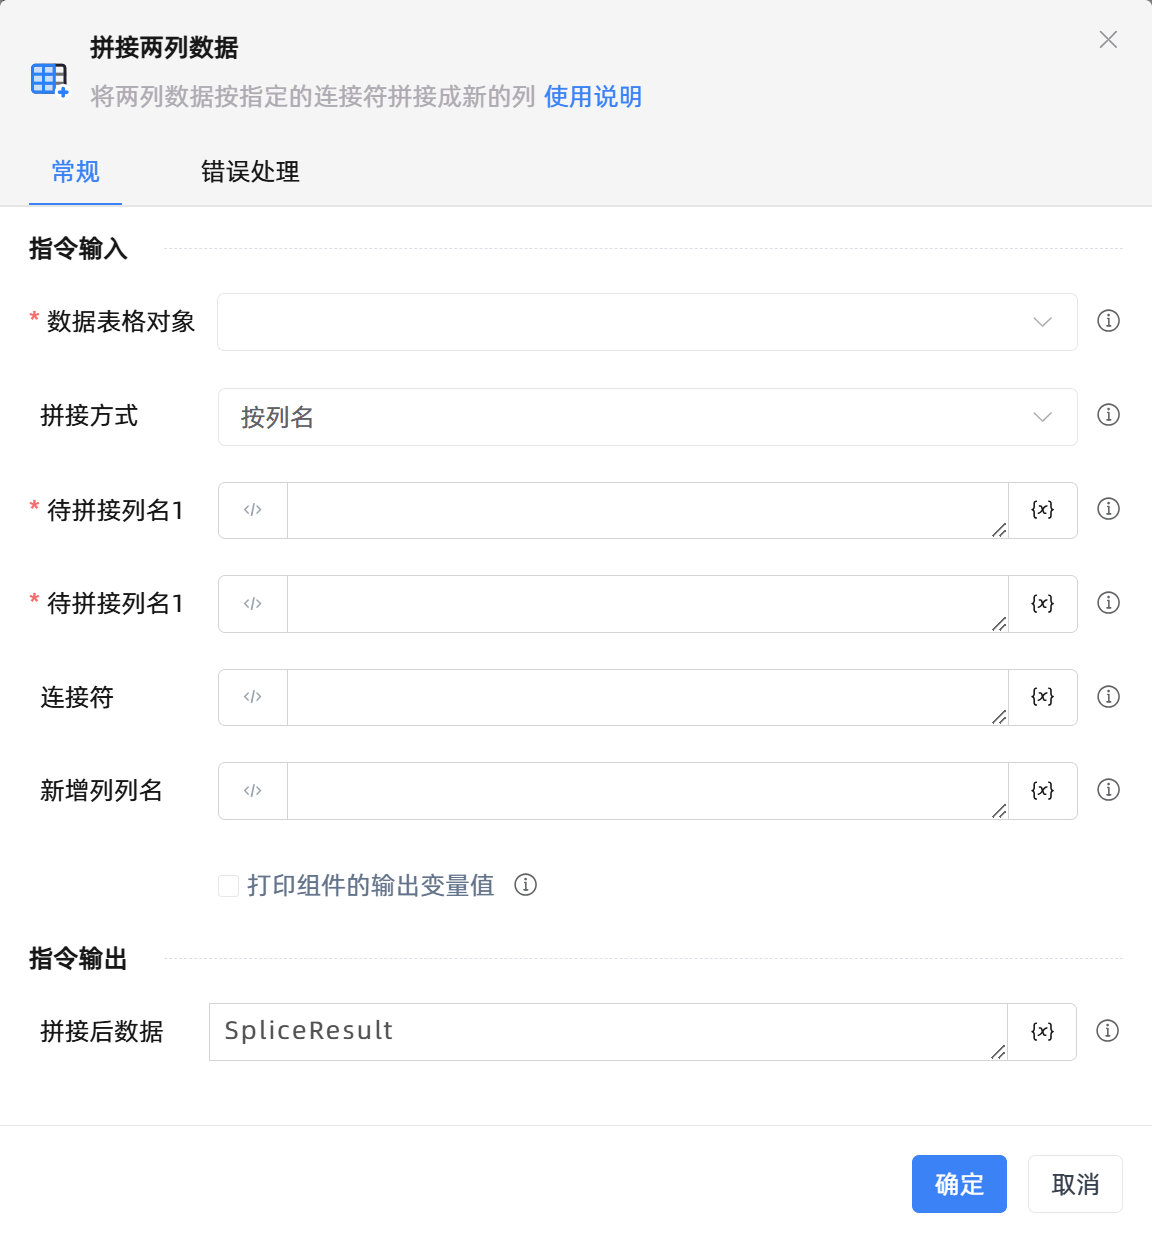 拼接两列数据
将两列数据按指定的连接符拼接成新的列 使用说明
常规 错误处理
指令输入
* 数据表格对象
拼接方式 按列名
* 待拼接列名1 </> {x}
* 待拼接列名1 </> {x}
连接符 </> {x}
新增列列名 </> {x}
打印组件的输出变量值
指令输出
拼接后数据 SpliceResult {x}
确定 取消